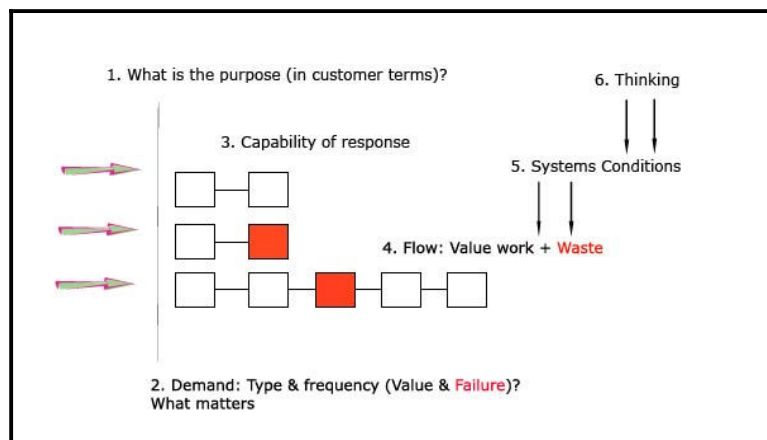 1. What is the purpose (in customer terms)?
6. Thinking
3. Capability of response
5. Systems Conditions
4. Flow: Value work + Waste
2. Demand: Type & frequency (Value & Failure)?
What matters